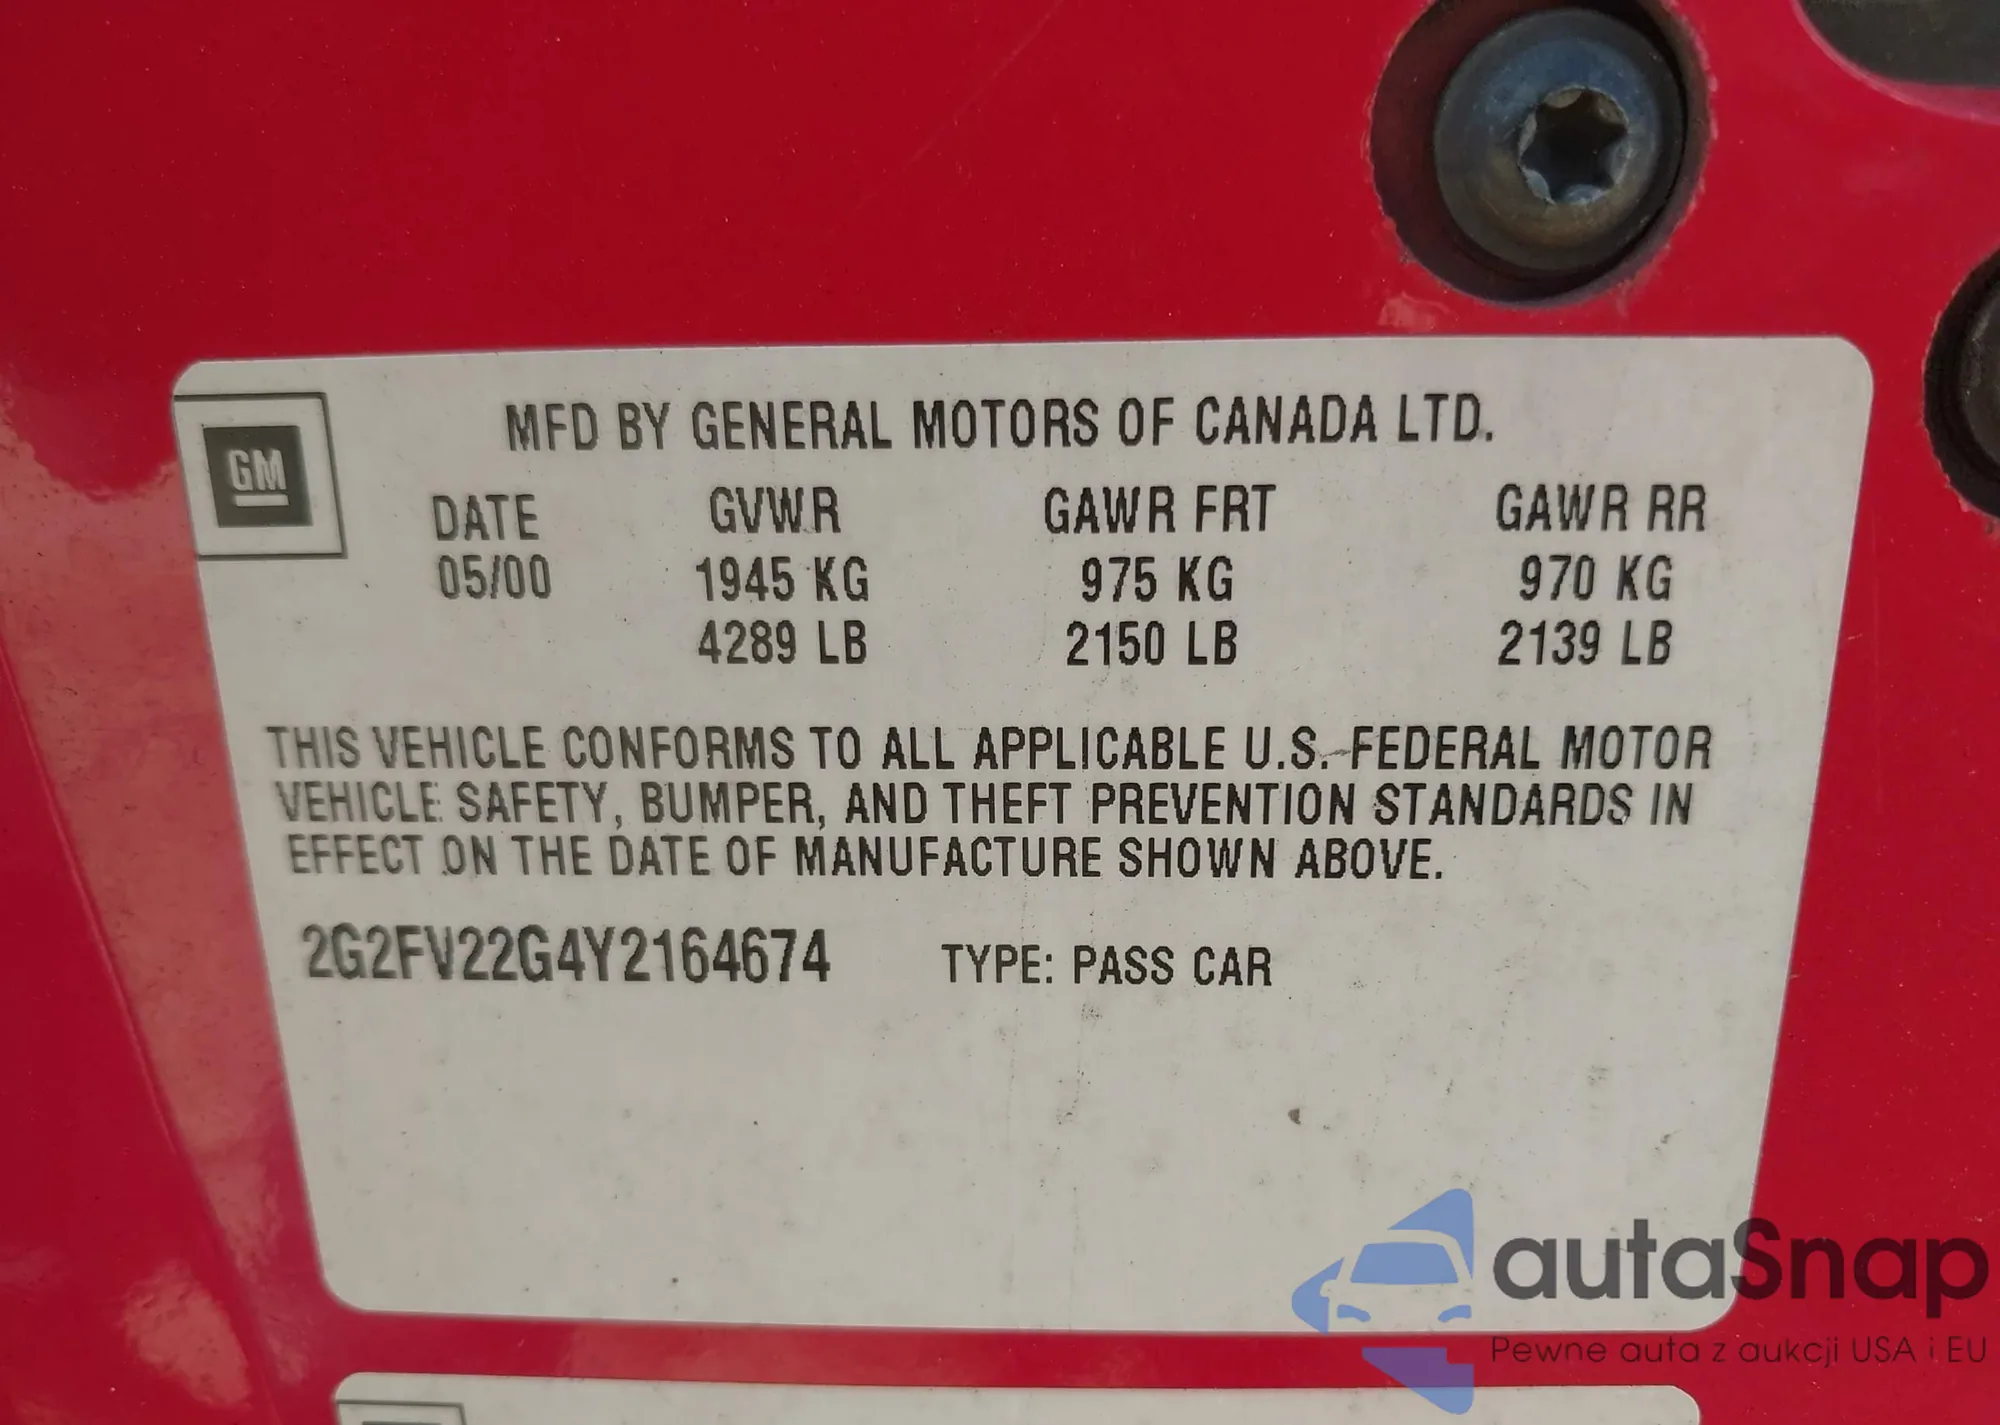 GM
MFD BY GENERAL MOTORS OF CANADA LTD.
DATE GVWR GAWR FRT GAWR RR
05/00 1945 KG 975 KG 970 KG
4289 LB 2150 LB 2139 LB
THIS VEHICLE CONFORMS TO ALL APPLICABLE U.S. FEDERAL MOTOR
VEHICLE SAFETY, BUMPER, AND THEFT PREVENTION STANDARDS IN
EFFECT ON THE DATE OF MANUFACTURE SHOWN ABOVE.
2G2FV22G4Y2164674 TYPE: PASS CAR
autaSnap
Pewne auta z aukcji USA i EU